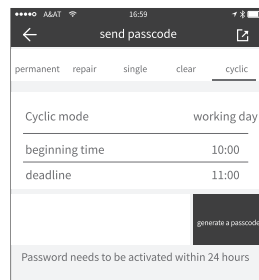 A&AT 16:59
send passcode
permanent repair single clear cyclic
Cyclic mode working day
beginning time 10:00
deadline 11:00
generate a passcode
Password needs to be activated within 24 hours